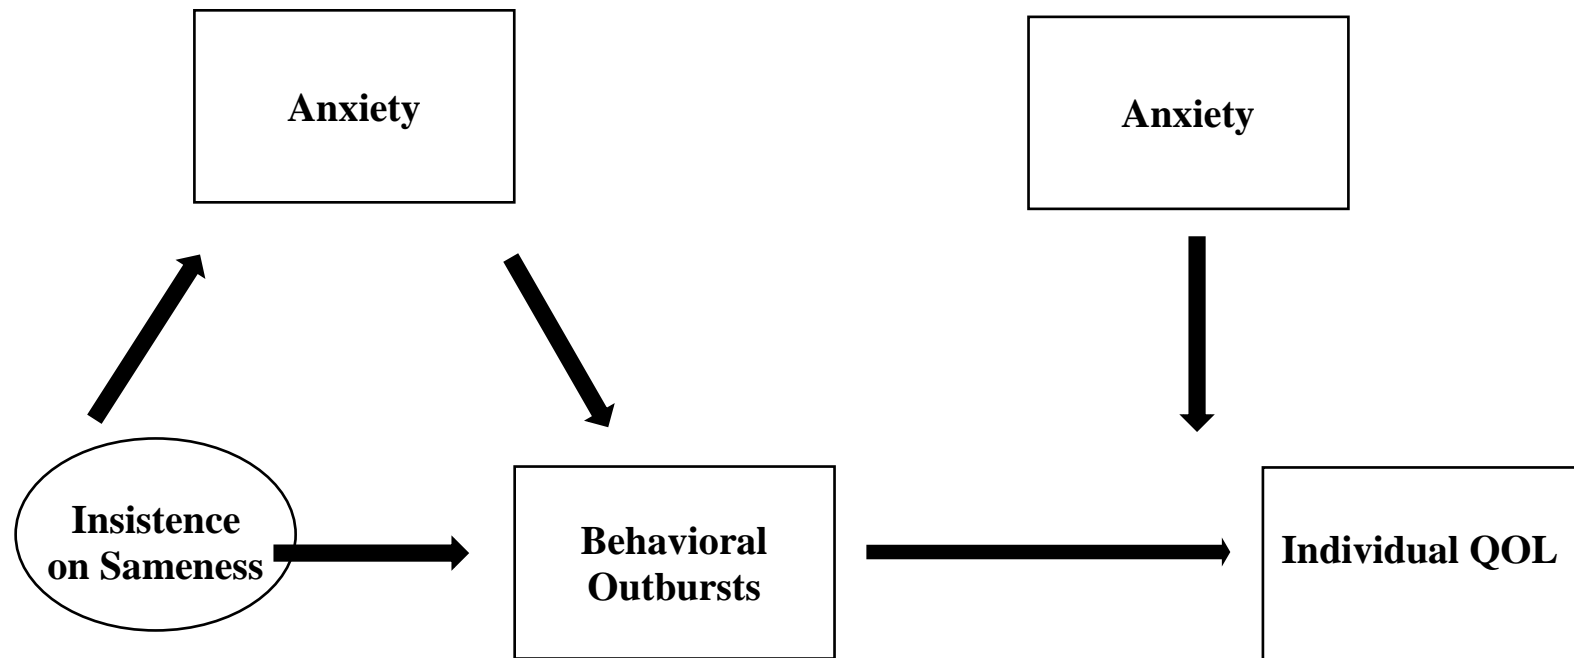 Anxiety
Anxiety
Insistence
on Sameness
Behavioral
Outbursts
Individual QOL